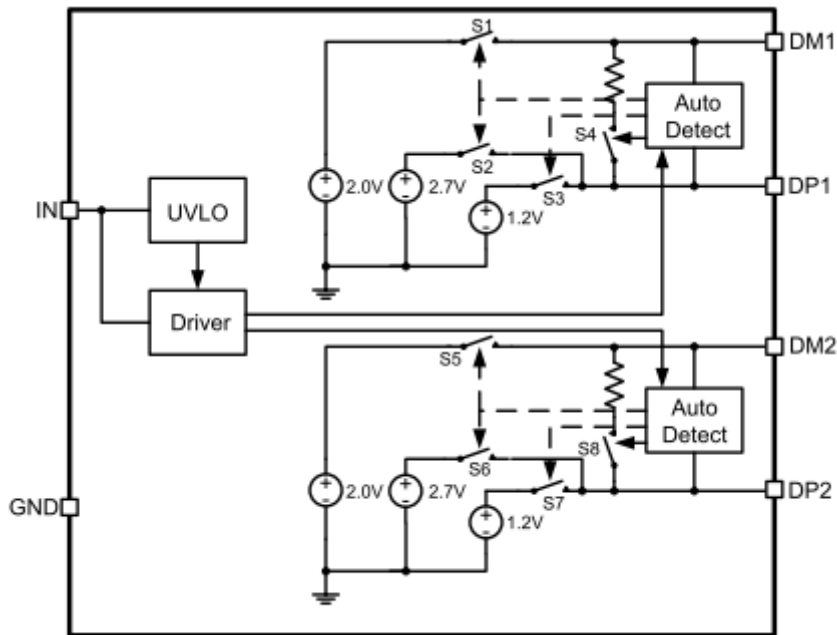 S1
DM1
Auto
Detect
S4
S2
2.0V
2.7V
S3
DP1
1.2V
IN
UVLO
Driver
DM2
S5
Auto
Detect
S8
S6
2.0V
2.7V
S7
DP2
1.2V
GND